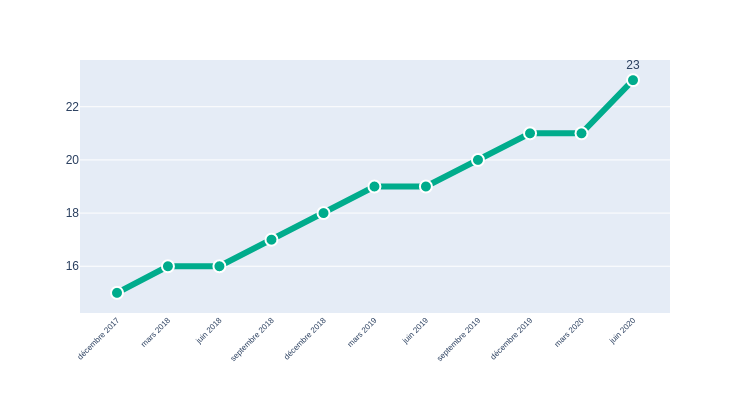 23
22
20
18
16
décembre 2017
mars 2018
juin 2018
septembre 2018
décembre 2018
mars 2019
juin 2019
septembre 2019
décembre 2019
mars 2020
juin 2020